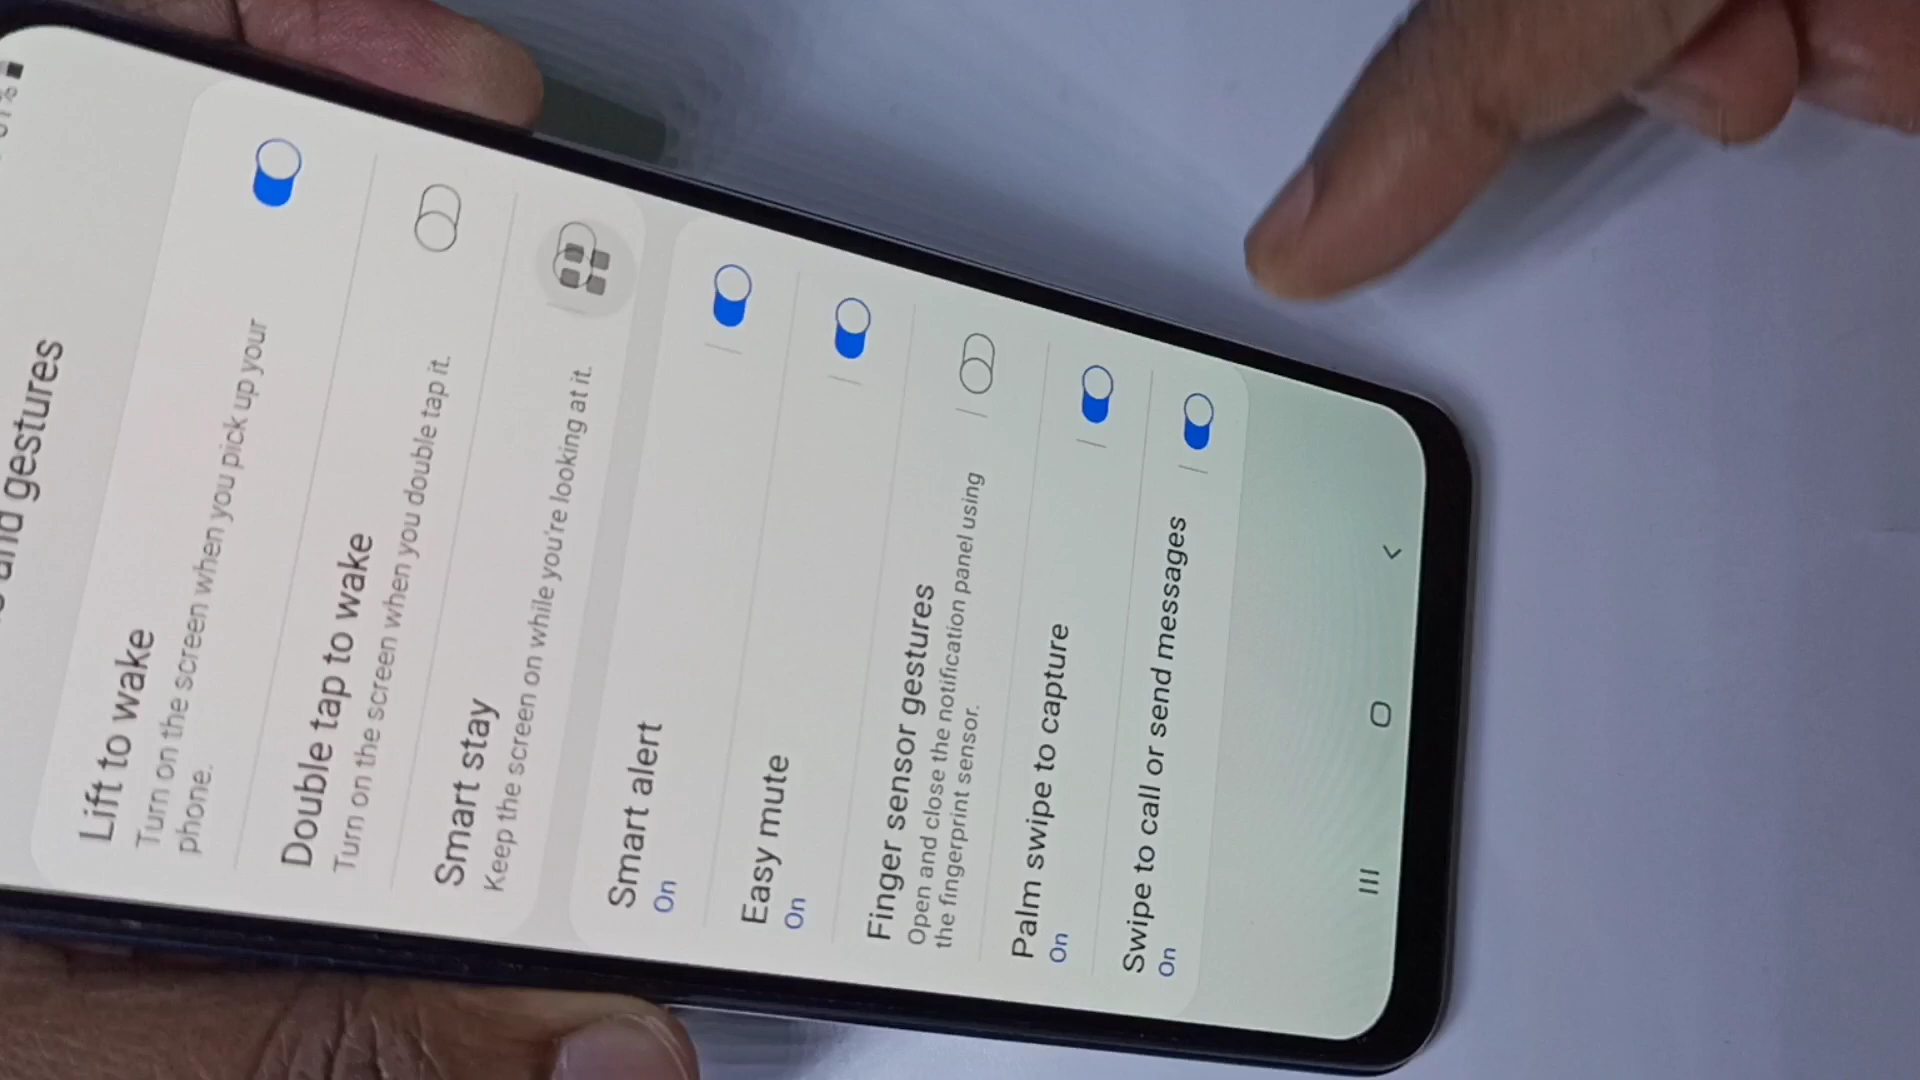 and gestures
Lift to wake
Turn on the screen when you pick up your
phone.
Double tap to wake
Turn on the screen when you double tap it.
Smart stay
Keep the screen on while you're looking at it.
Smart alert
On
Easy mute
On
Finger sensor gestures
Open and close the notification panel using
the fingerprint sensor.
Palm swipe to capture
On
Swipe to call or send messages
On